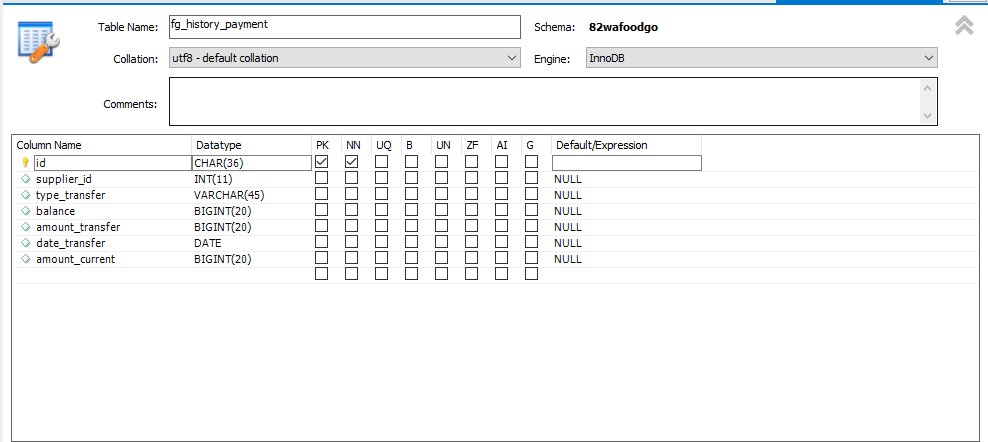 Table Name: fg_history_payment Schema: 82wafoodgo
Collation: utf8 - default collation Engine: InnoDB
Comments:
Column Name Datatype PK NN UQ B UN ZF AI G Default/Expression
id CHAR(36)
supplier_id INT(11) NULL
type_transfer VARCHAR(45) NULL
balance BIGINT(20) NULL
amount_transfer BIGINT(20) NULL
date_transfer DATE NULL
amount_current BIGINT(20) NULL